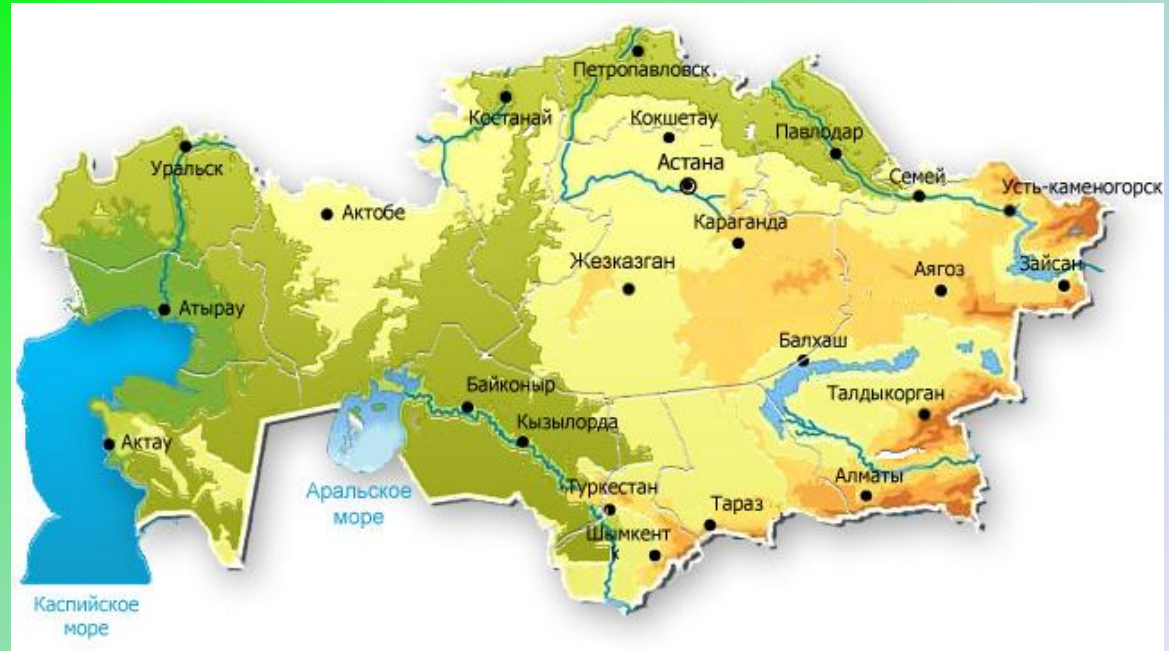 Петропавловск
Костанай
Кокшетау
Павлодар
Уральск
Астана
Семей
Усть-каменогорск
Актобе
Караганда
Жезказган
Аягоз
Зайсан
Атырау
Балхаш
Байконыр
Талдыкорган
Кызылорда
Актау
Алматы
Аральское
море
Туркестан
Тараз
Шымкент
к
Каспийское
море